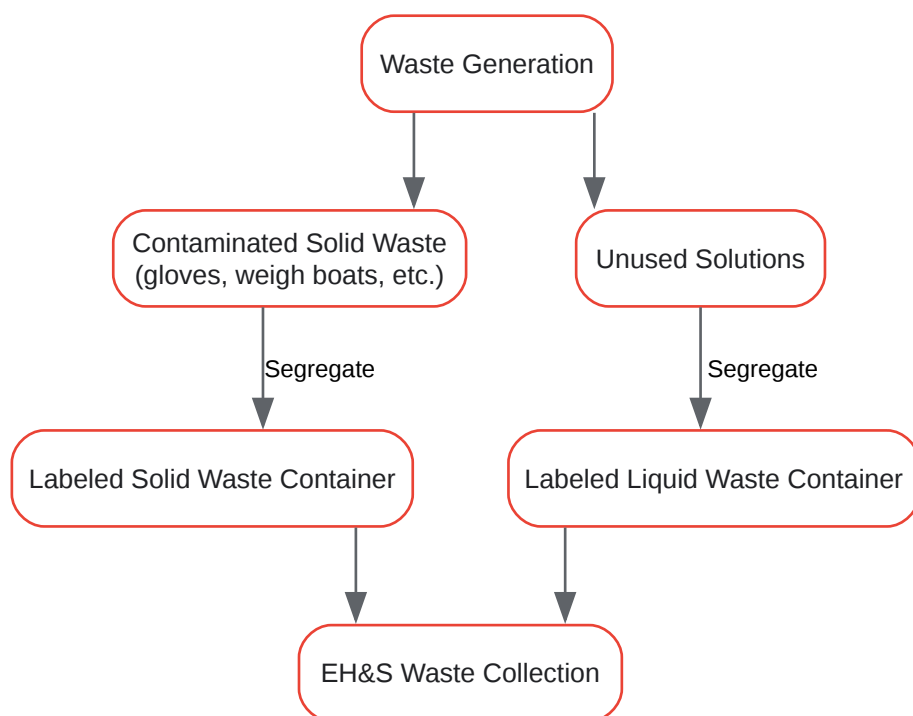 Waste Generation
Contaminated Solid Waste
(gloves, weigh boats, etc.)
Unused Solutions
Segregate
Segregate
Labeled Solid Waste Container
Labeled Liquid Waste Container
EH&S Waste Collection